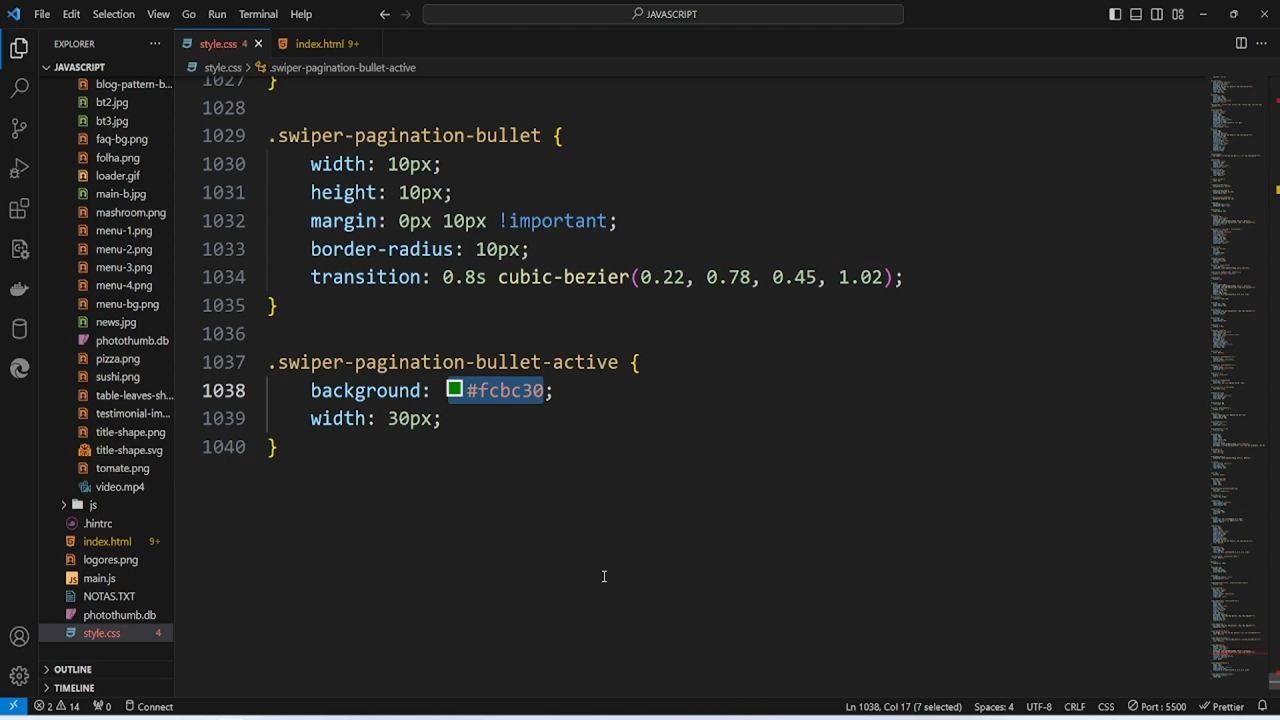 File Edit Selection View Go Run Terminal Help JAVASCRIPT
EXPLORER
JAVASCRIPT
blog-pattern-b...
bt2.jpg
bt3.jpg
faq-bg.png
folha.png
loader.gif
main-b.jpg
mashroom.png
menu-1.png
menu-2.png
menu-3.png
menu-4.png
menu-bg.png
news.jpg
photothumb.db
pizza.png
sushi.png
table-leaves-sh...
testimonial-im...
title-shape.png
title-shape.svg
tomate.png
video.mp4
js
.hintrc
index.html 9+
logores.png
main.js
NOTAS.TXT
photothumb.db
style.css 4
OUTLINE
TIMELINE
style.css 4 index.html 9+
style.css > .swiper-pagination-bullet-active
1027 }
1028
1029 .swiper-pagination-bullet {
1030 width: 10px;
1031 height: 10px;
1032 margin: 0px 10px !important;
1033 border-radius: 10px;
1034 transition: 0.8s cubic-bezier(0.22, 0.78, 0.45, 1.02);
1035 }
1036
1037 .swiper-pagination-bullet-active {
1038 background: #fcbc30;
1039 width: 30px;
1040 }
2 14 0 Connect Ln 1038, Col 17 (7 selected) Spaces: 4 UTF-8 CRLF CSS Port : 5500 Prettier